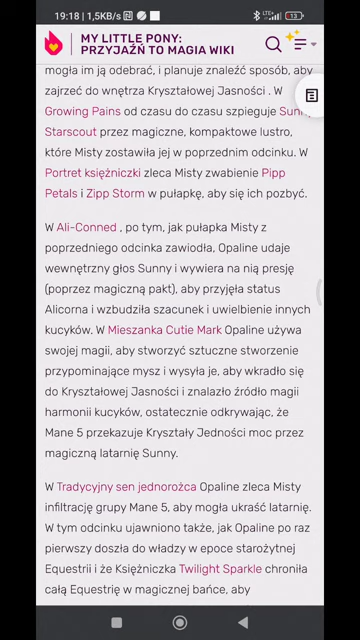 19:18 | 1,5KB/s
LTE
13
MY LITTLE PONY:
PRZYJAŹŃ TO MAGIA WIKI
mogła im ją odebrać, i planuje znaleźć sposób, aby
zajrzeć do wnętrza Kryształowej Jasności . W
Growing Pains od czasu do czasu szpieguje Sunny
Starscout przez magiczne, kompaktowe lustro,
które Misty zostawiła jej w poprzednim odcinku. W
Portret księżniczki zleca Misty zwabienie Pipp
Petals i Zipp Storm w pułapkę, aby się ich pozbyć.
W Ali-Conned , po tym, jak pułapka Misty z
poprzedniego odcinka zawiodła, Opaline udaje
wewnętrzny głos Sunny i wywiera na nią presję
(poprzez magiczną pakt), aby przyjęła status
Alicorna i wzbudziła szacunek i uwielbienie innych
kucyków. W Mieszanka Cutie Mark Opaline używa
swojej magii, aby stworzyć sztuczne stworzenie
przypominające mysz i wysyła je, aby wkradło się
do Kryształowej Jasności i znalazło źródło magii
harmonii kucyków, ostatecznie odkrywając, że
Mane 5 przekazuje Kryształy Jedności moc przez
magiczną latarnię Sunny.
W Tradycyjny sen jednorożca Opaline zleca Misty
infiltrację grupy Mane 5, aby mogła ukraść latarnię.
W tym odcinku ujawniono także, jak Opaline po raz
pierwszy doszła do władzy w epoce starożytnej
Equestrii i że Księżniczka Twilight Sparkle chroniła
całą Equestrię w magicznej bańce, aby